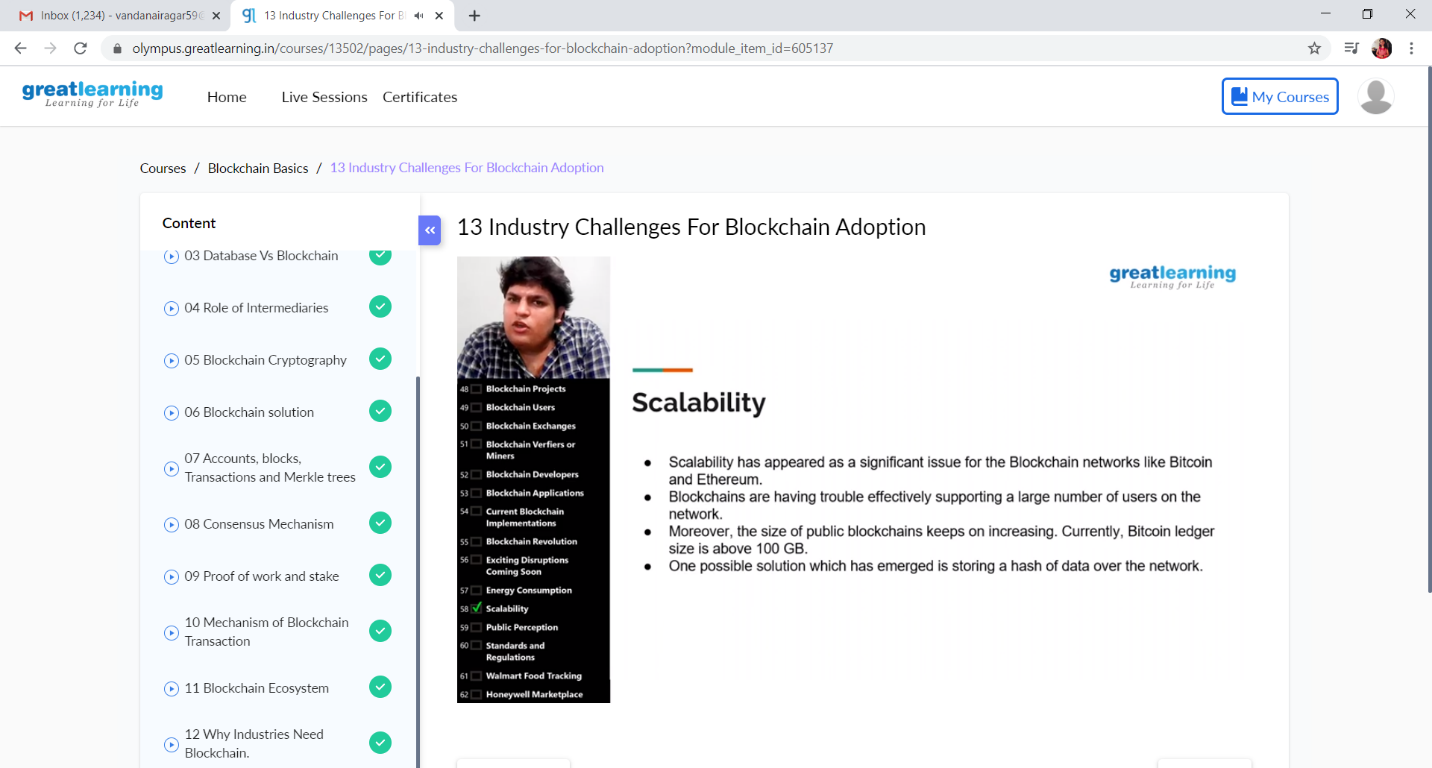 Inbox (1,234) - vandanairagar59@
13 Industry Challenges For B
olympus.greatlearning.in/courses/13502/pages/13-industry-challenges-for-blockchain-adoption?module_item_id=605137
greatlearning
Learning for Life
Home
Live Sessions
Certificates
My Courses
Courses / Blockchain Basics / 13 Industry Challenges For Blockchain Adoption
Content
03 Database Vs Blockchain
04 Role of Intermediaries
05 Blockchain Cryptography
06 Blockchain solution
07 Accounts, blocks,
Transactions and Merkle trees
08 Consensus Mechanism
09 Proof of work and stake
10 Mechanism of Blockchain
Transaction
11 Blockchain Ecosystem
12 Why Industries Need
Blockchain.
13 Industry Challenges For Blockchain Adoption
greatlearning
Learning for Life
48 Blockchain Projects
49 Blockchain Users
50 Blockchain Exchanges
51 Blockchain Verfiers or
Miners
52 Blockchain Developers
53 Blockchain Applications
54 Current Blockchain
Implementations
55 Blockchain Revolution
56 Exciting Disruptions
Coming Soon
57 Energy Consumption
58 Scalability
59 Public Perception
60 Standards and
Regulations
61 Walmart Food Tracking
62 Honeywell Marketplace
Scalability
● Scalability has appeared as a significant issue for the Blockchain networks like Bitcoin
and Ethereum.
● Blockchains are having trouble effectively supporting a large number of users on the
network.
● Moreover, the size of public blockchains keeps on increasing. Currently, Bitcoin ledger
size is above 100 GB.
● One possible solution which has emerged is storing a hash of data over the network.